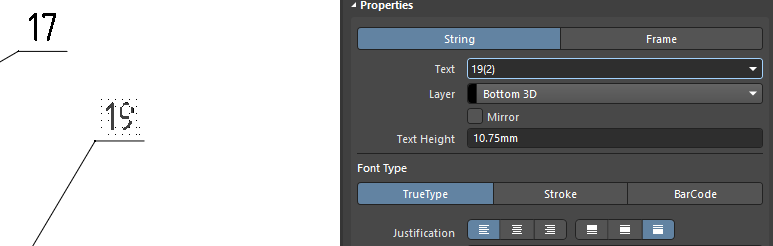 17
19
Properties
String Frame
Text 19(2)
Layer Bottom 3D
Mirror
Text Height 10.75mm
Font Type
TrueType Stroke BarCode
Justification